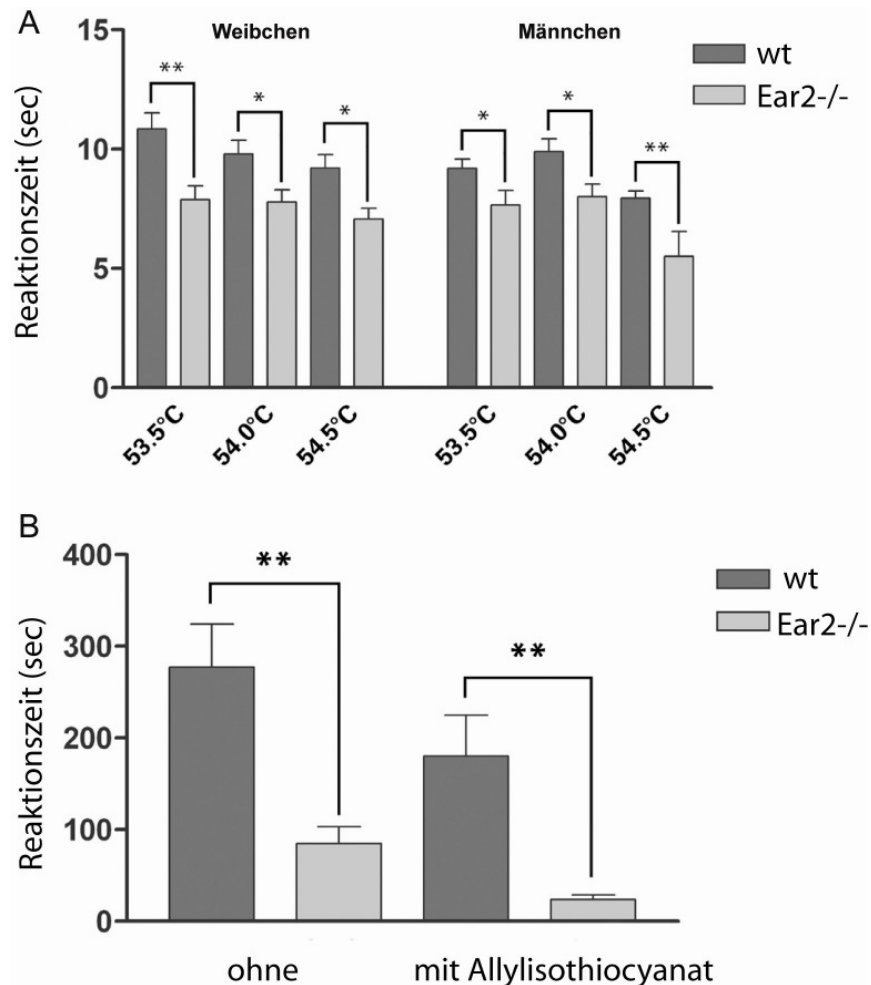 A
15
10
5
0
Reaktionszeit (sec)
Weibchen
Männchen
wt
Ear2-/-
**
*
*
*
*
**
53.5°C
54.0°C
54.5°C
53.5°C
54.0°C
54.5°C
B
400
300
200
100
0
Reaktionszeit (sec)
**
**
wt
Ear2-/-
ohne
mit Allylisothiocyanat